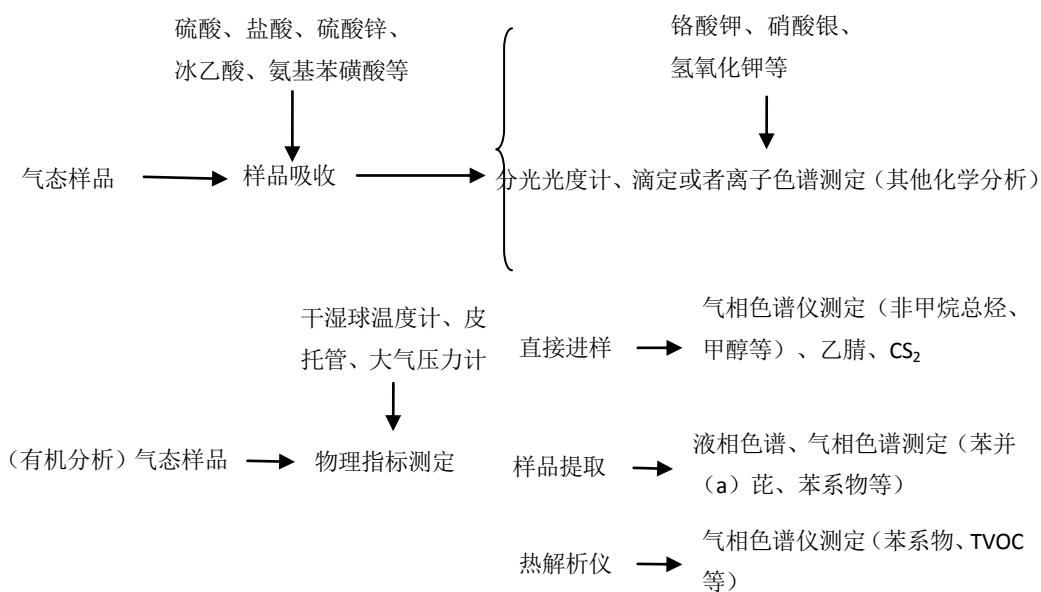 硫酸、盐酸、硫酸锌、
冰乙酸、氨基苯磺酸等
铬酸钾、硝酸银、
氢氧化钾等
气态样品
样品吸收
分光光度计、滴定或者离子色谱测定（其他化学分析）
干湿球温度计、皮
托管、大气压力计
直接进样
气相色谱仪测定（非甲烷总烃、
甲醇等）、乙腈、CS₂
（有机分析）气态样品
物理指标测定
样品提取
液相色谱、气相色谱测定（苯并
（a）芘、苯系物等）
热解析仪
气相色谱仪测定（苯系物、TVOC
等）